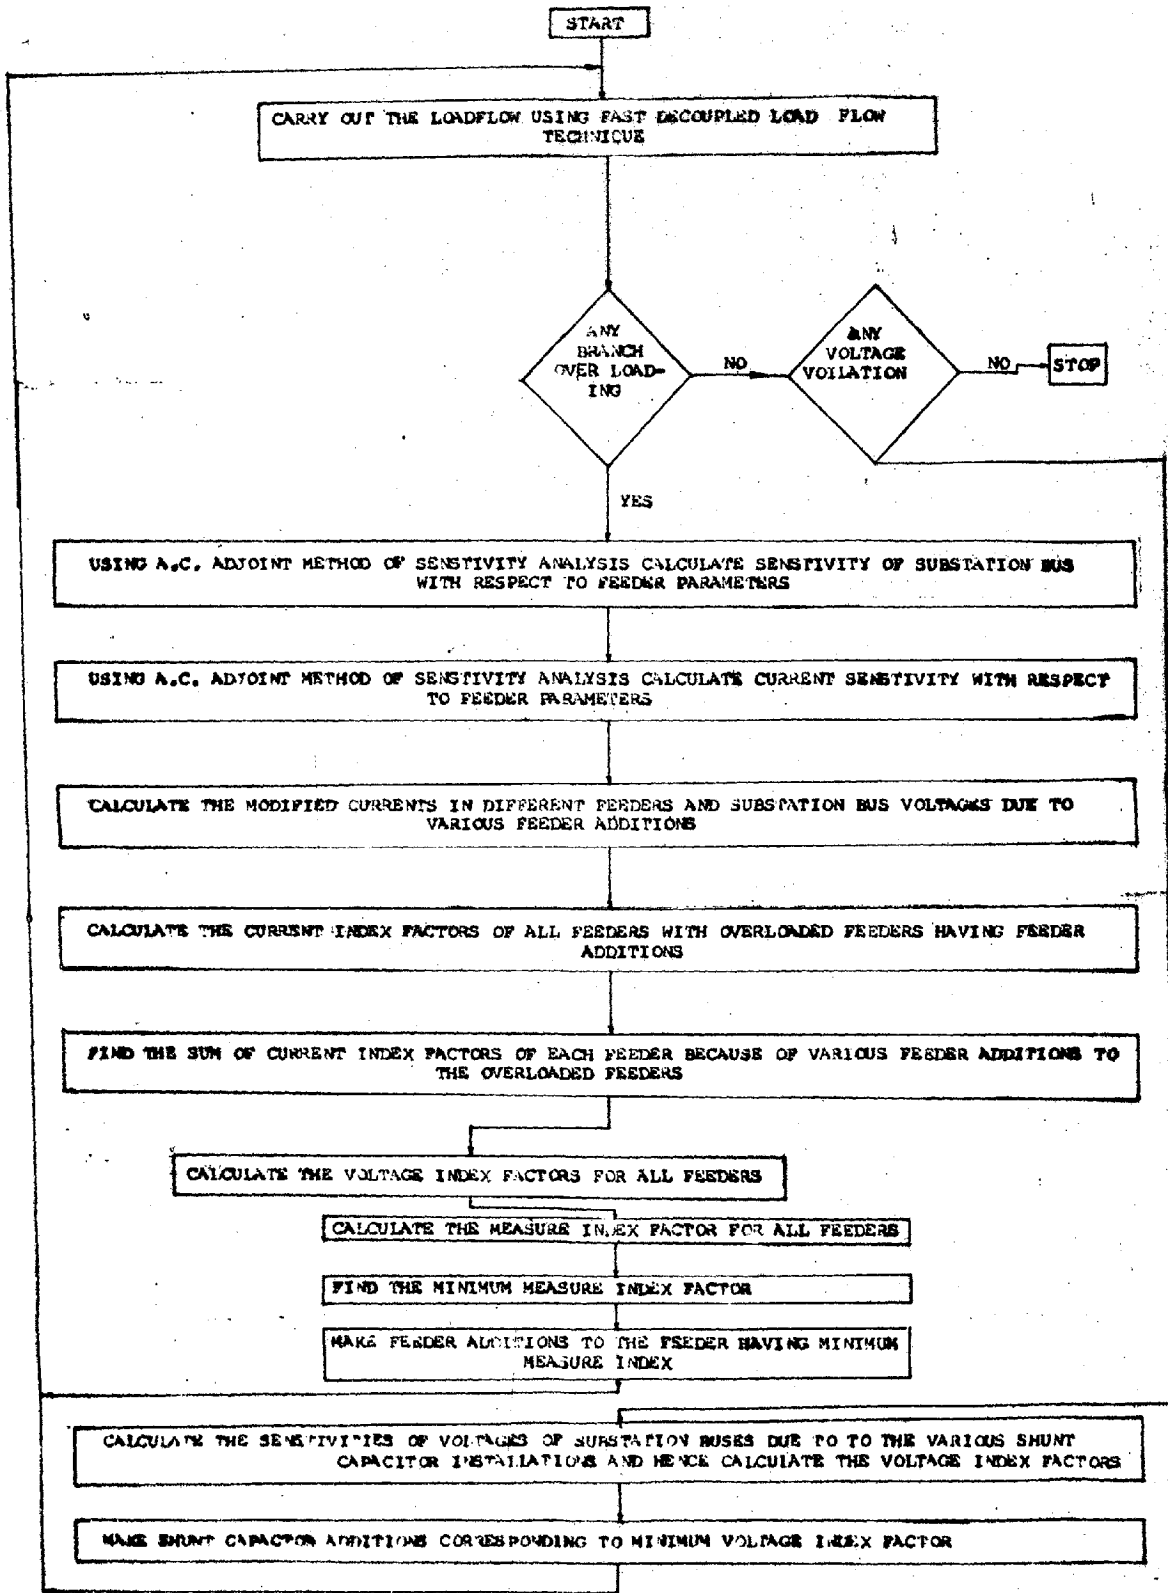 START
CARRY OUT THE LOADFLOW USING FAST DECOUPLED LOAD FLOW
TECHNIQUE
ANY
BRANCH
OVER LOAD-
ING
NO
ANY
VOLTAGE
VOILATION
NO
STOP
YES
USING A.C. ADJOINT METHOD OF SENSTIVITY ANALYSIS CALCULATE SENSITIVITY OF SUBSTATION BUS
WITH RESPECT TO FEEDER PARAMETERS
USING A.C. ADJOINT METHOD OF SENSTIVITY ANALYSIS CALCULATE CURRENT SENSTIVITY WITH RESPECT
TO FEEDER PARAMETERS
CALCULATE THE MODIFIED CURRENTS IN DIFFERENT FEEDERS AND SUBSTATION BUS VOLTAGES DUE TO
VARIOUS FEEDER ADDITIONS
CALCULATE THE CURRENT INDEX FACTORS OF ALL FEEDERS WITH OVERLOADED FEEDERS HAVING FEEDER
ADDITIONS
FIND THE SUM OF CURRENT INDEX FACTORS OF EACH FEEDER BECAUSE OF VARIOUS FEEDER ADDITIONS TO
THE OVERLOADED FEEDERS
CALCULATE THE VOLTAGE INDEX FACTORS FOR ALL FEEDERS
CALCULATE THE MEASURE INDEX FACTOR FOR ALL FEEDERS
FIND THE MINIMUM MEASURE INDEX FACTOR
MAKE FEEDER ADDITIONS TO THE FEEDER HAVING MINIMUM
MEASURE INDEX
CALCULATE THE SENSTIVITIES OF VOLTAGES OF SUBSTATION BUSES DUE TO TO THE VARIOUS SHUNT
CAPACITOR INSTALLATIONS AND HENCE CALCULATE THE VOLTAGE INDEX FACTORS
MAKE SHUNT CAPACTOR ADDITIONS CORRESPONDING TO MINIMUM VOLTAGE INDEX FACTOR